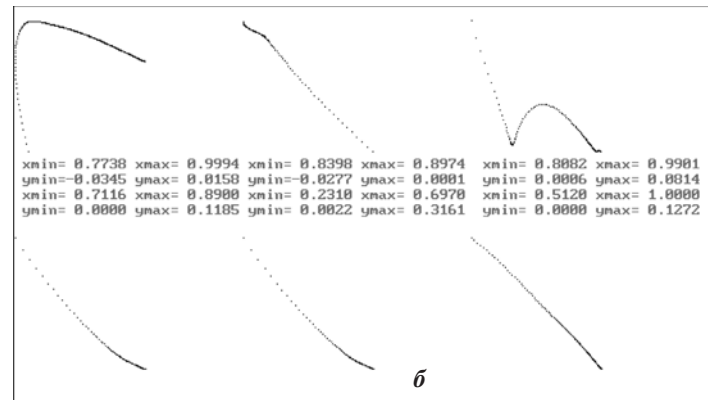 xmin= 0.7738 xmax= 0.9994 xmin= 0.8398 xmax= 0.8974 xmin= 0.8082 xmax= 0.9901
ymin=-0.0345 ymax= 0.0158 ymin=-0.0277 ymax= 0.0001 ymin= 0.0006 ymax= 0.0814
xmin= 0.7116 xmax= 0.8900 xmin= 0.2310 xmax= 0.6970 xmin= 0.5120 xmax= 1.0000
ymin= 0.0000 ymax= 0.1185 ymin= 0.0022 ymax= 0.3161 ymin= 0.0000 ymax= 0.1272
б